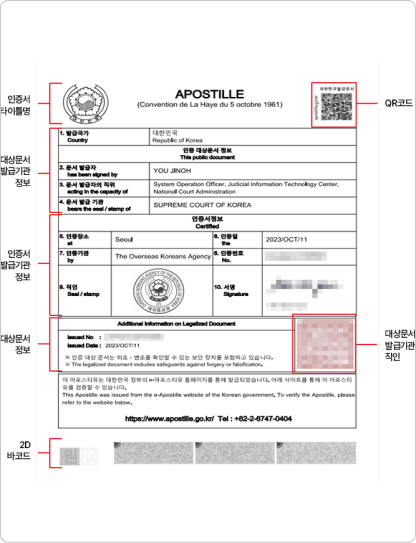 인증서
타이틀명
APOSTILLE
(Convention de La Haye du 5 octobre 1961)
대한민국발급문서
QR코드
대상문서
발급기관
정보
1. 발급국가
Country
대한민국
Republic of Korea
인증 대상문서 정보
This public document
2. 문서 발급자
has been signed by
YOU JINOH
3. 문서 발급자의 직위
acting in the capacity of
System Operation Officer, Judicial Information Technology Center,
National Court Administration
4. 문서 발급 기관
bears the seal / stamp of
SUPREME COURT OF KOREA
인증서
발급기관
정보
인증서정보
Certified
5. 인증장소
at
Seoul
6. 인증일
the
2023/OCT/11
7. 인증기관
by
The Overseas Koreans Agency
8. 인증번호
No.
9. 직인
Seal / stamp
10. 서명
Signature
대상문서
정보
Additional Information on Legalized Document
Issued No :
Issued Date : 2023/OCT/11
※ 인증 대상 문서는 위조・변조를 확인할 수 있는 보안 장치를 포함하고 있습니다.
※ The legalized document includes safeguards against forgery or falsification.
대상문서
발급기관
직인
이 아포스티유는 대한민국 정부의 e-아포스티유 홈페이지를 통해 발급되었습니다. 아래 사이트를 통해 이 아포스티
유를 검증할 수 있습니다.
This Apostille was issued from the e-Apostille website of the Korean government. To verify the Apostille, please
refer to the website below.
https://www.apostille.go.kr/ Tel : +82-2-6747-0404
2D
바코드